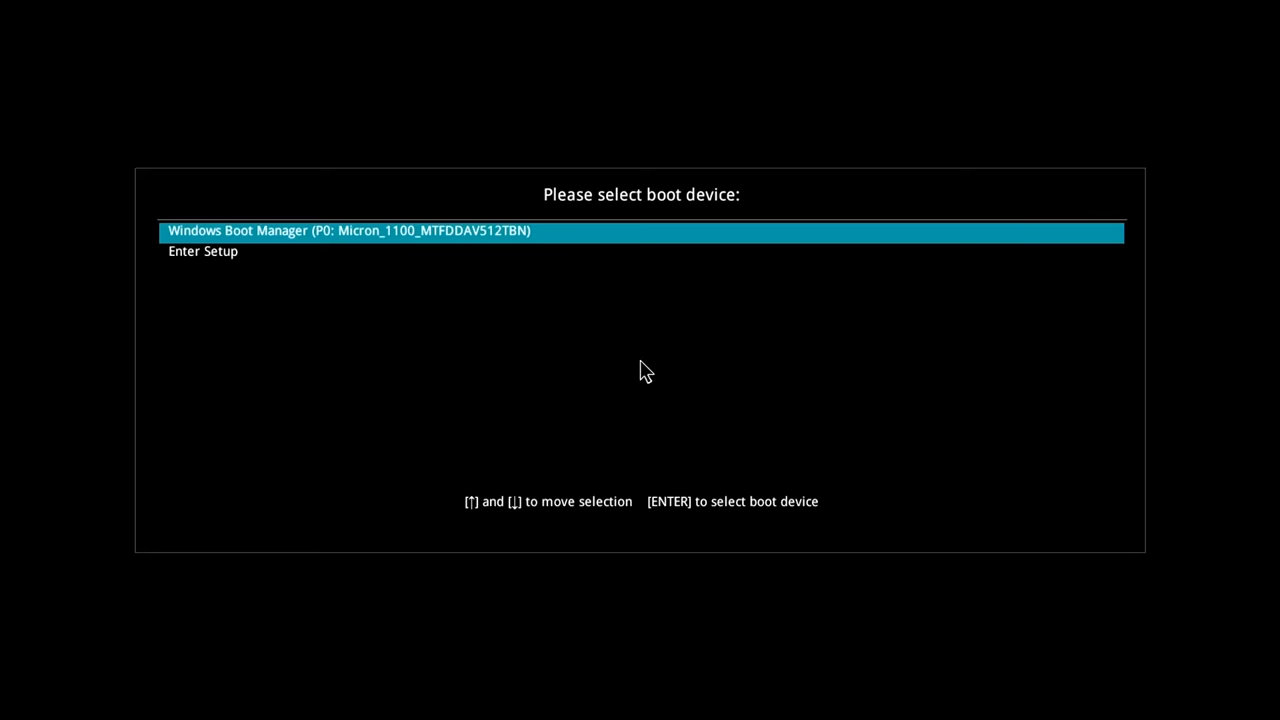 Please select boot device:
Windows Boot Manager (P0: Micron_1100_MTFDDAV512TBN)
Enter Setup
[↑] and [↓] to move selection [ENTER] to select boot device